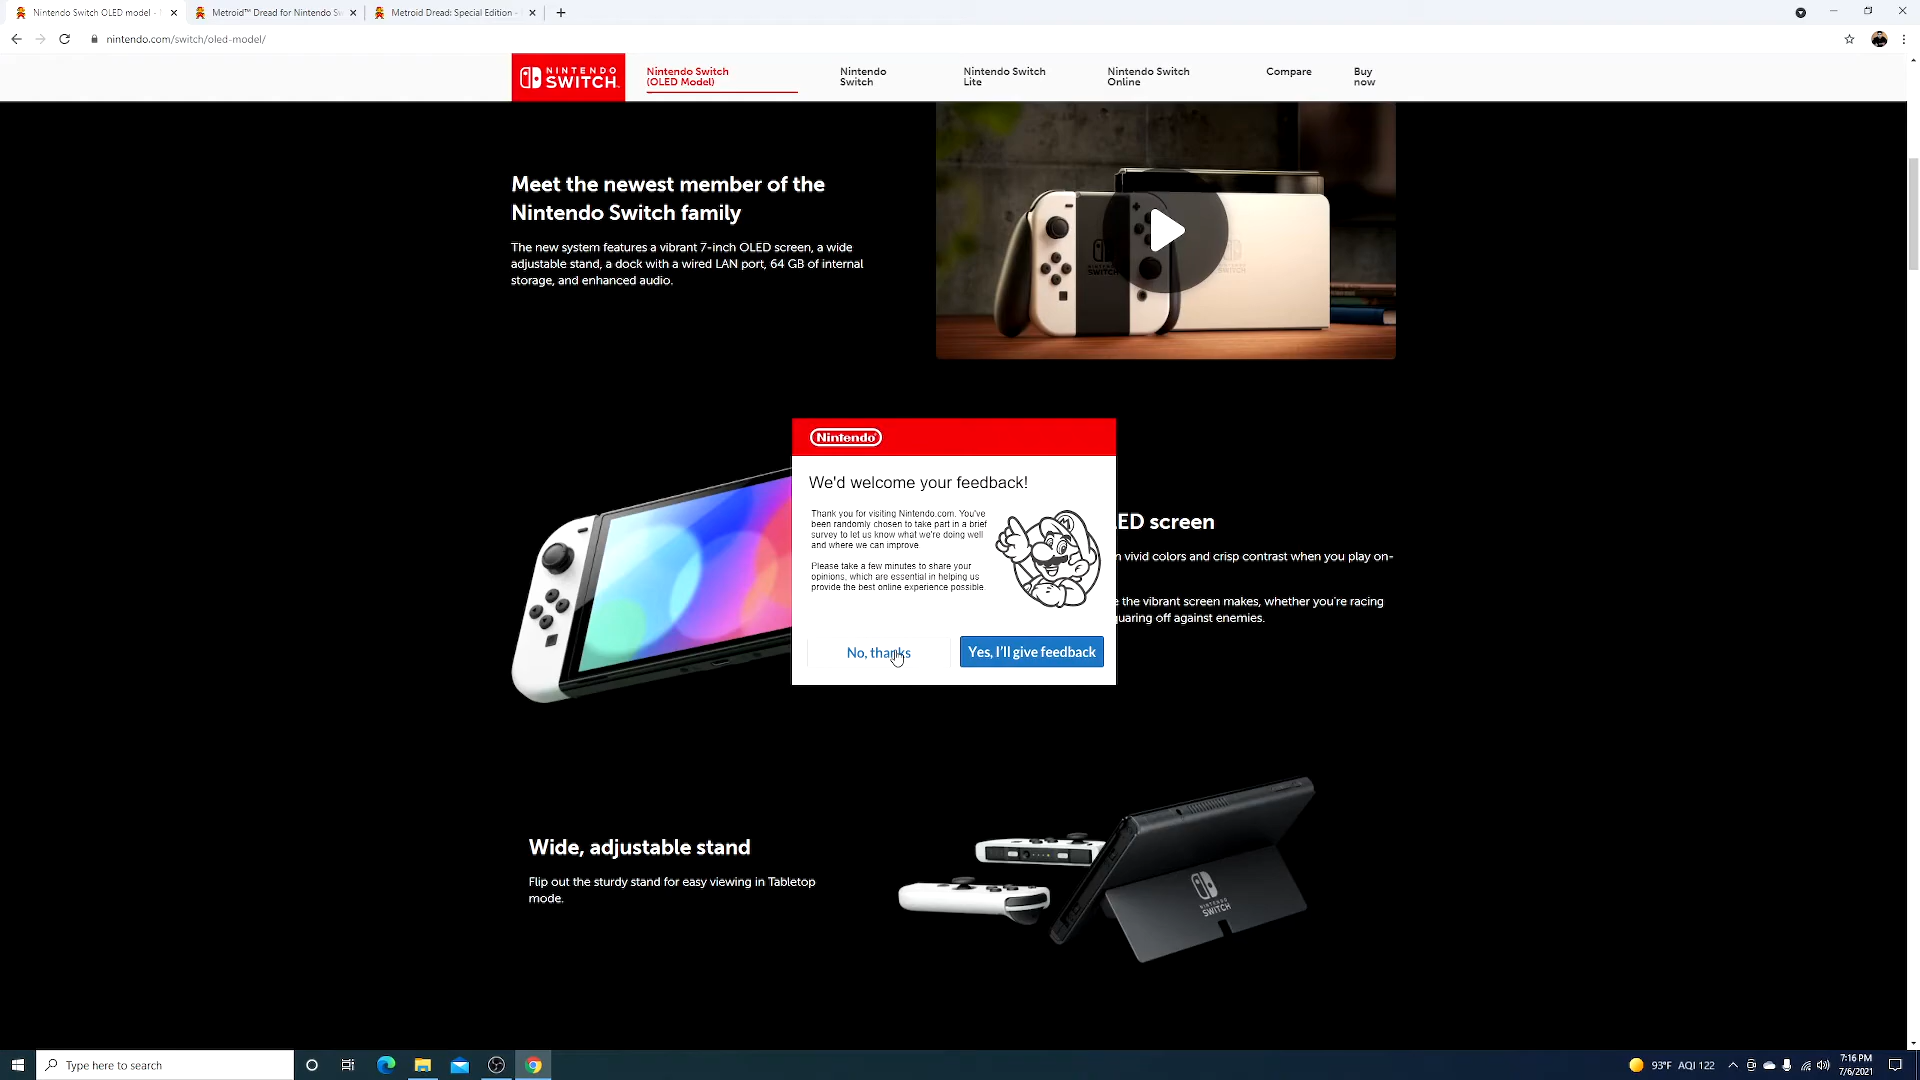 Nintendo Switch OLED model -
Metroid™ Dread for Nintendo Sw
Metroid Dread: Special Edition -
nintendo.com/switch/oled-model/
NINTENDO
SWITCH
Nintendo Switch
(OLED Model)
Nintendo
Switch
Nintendo Switch
Lite
Nintendo Switch
Online
Compare
Buy
now
Meet the newest member of the
Nintendo Switch family
The new system features a vibrant 7-inch OLED screen, a wide
adjustable stand, a dock with a wired LAN port, 64 GB of internal
storage, and enhanced audio.
Nintendo
We'd welcome your feedback!
Thank you for visiting Nintendo.com. You've
been randomly chosen to take part in a brief
survey to let us know what we're doing well
and where we can improve.
Please take a few minutes to share your
opinions, which are essential in helping us
provide the best online experience possible.
No, thanks
Yes, I'll give feedback
ED screen
vivid colors and crisp contrast when you play on-
the vibrant screen makes, whether you're racing
uaring off against enemies.
Wide, adjustable stand
Flip out the sturdy stand for easy viewing in Tabletop
mode.
NINTENDO
SWITCH
Type here to search
93°F AQI 122
7:16 PM
7/6/2021